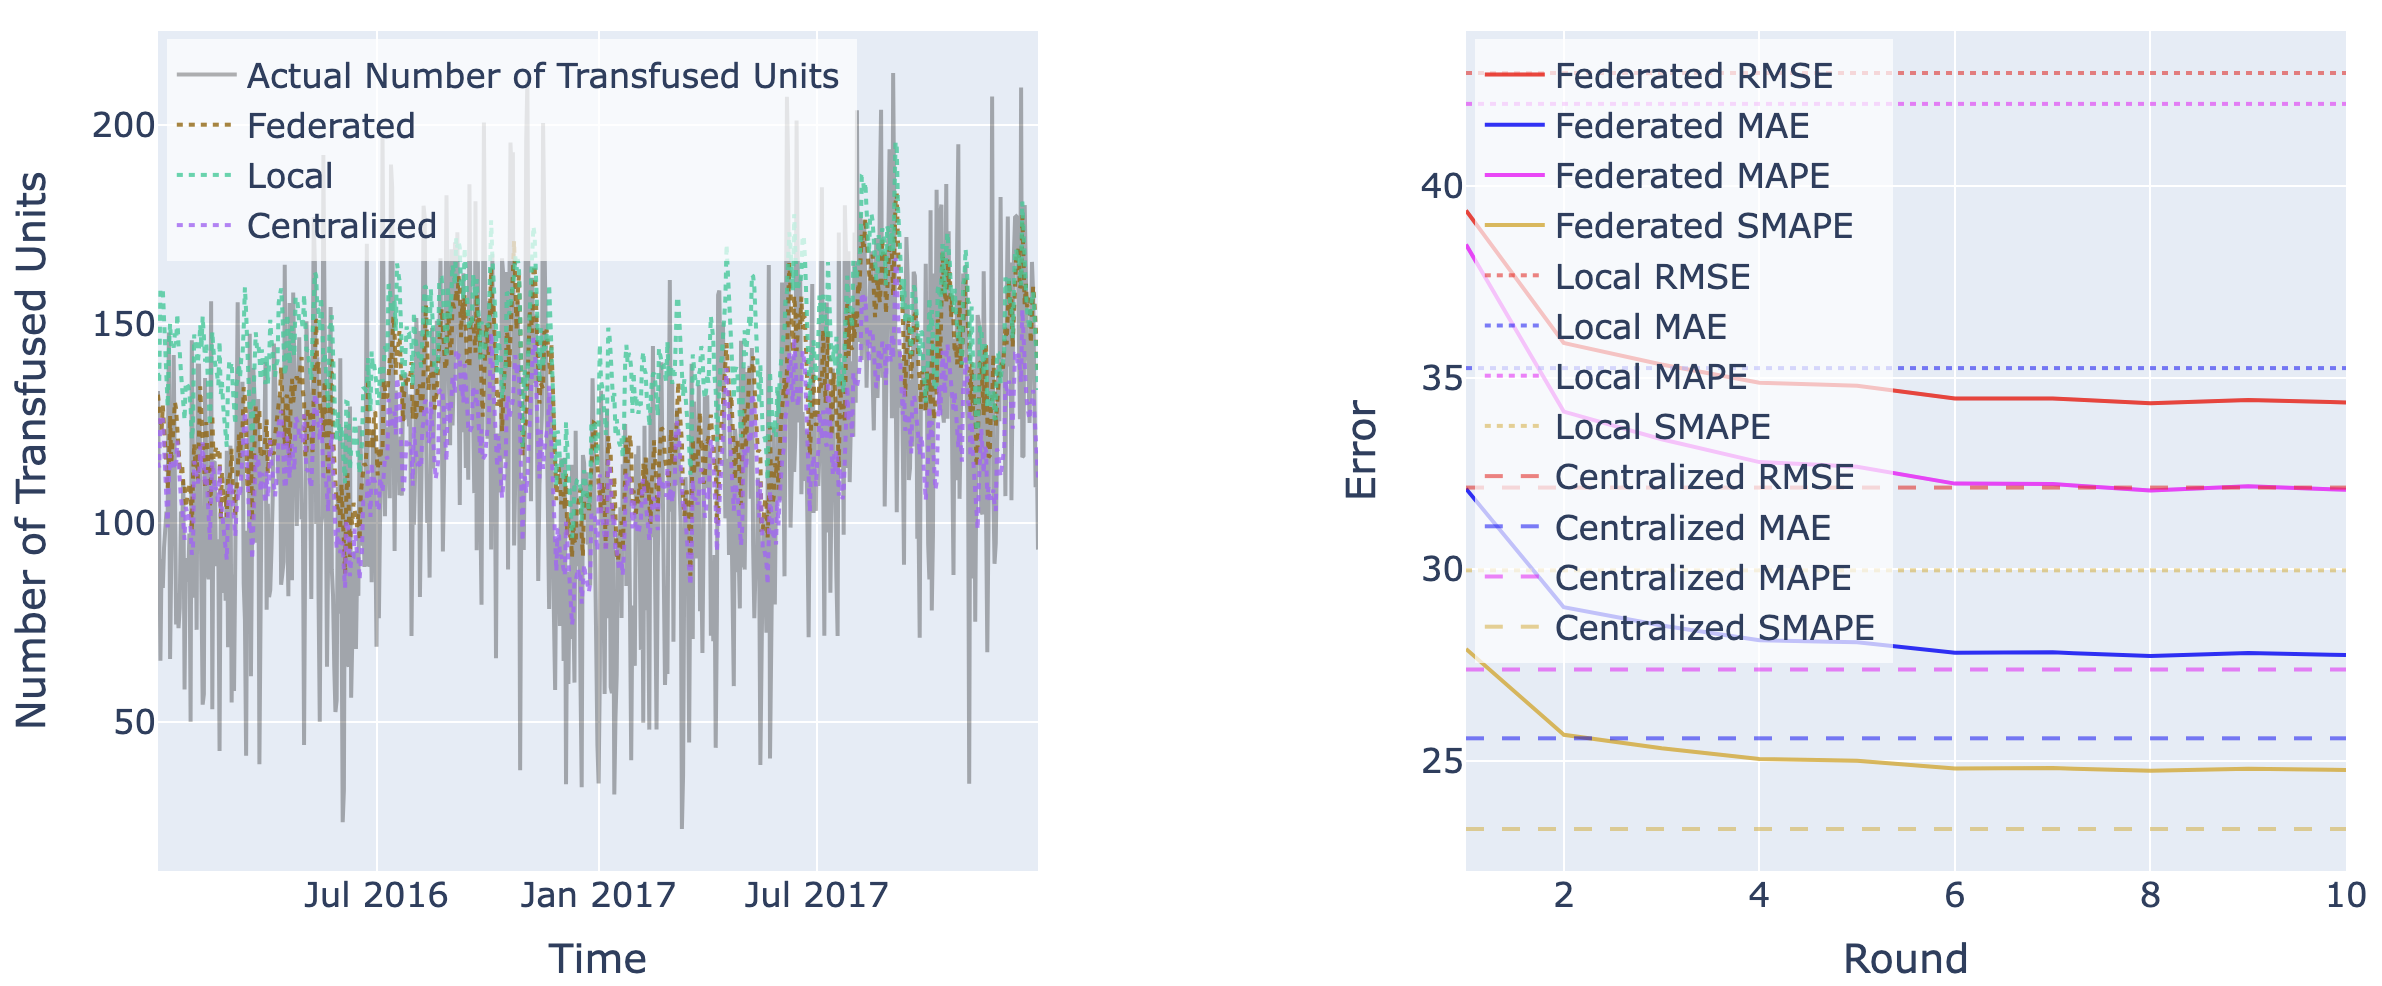 Actual Number of Transfused Units
Federated
Local
Centralized
200
150
100
50
Number of Transfused Units
Jul 2016
Jan 2017
Jul 2017
Time
Federated RMSE
Federated MAE
Federated MAPE
Federated SMAPE
Local RMSE
Local MAE
Local MAPE
Local SMAPE
Centralized RMSE
Centralized MAE
Centralized MAPE
Centralized SMAPE
40
35
30
25
Error
2
4
6
8
10
Round